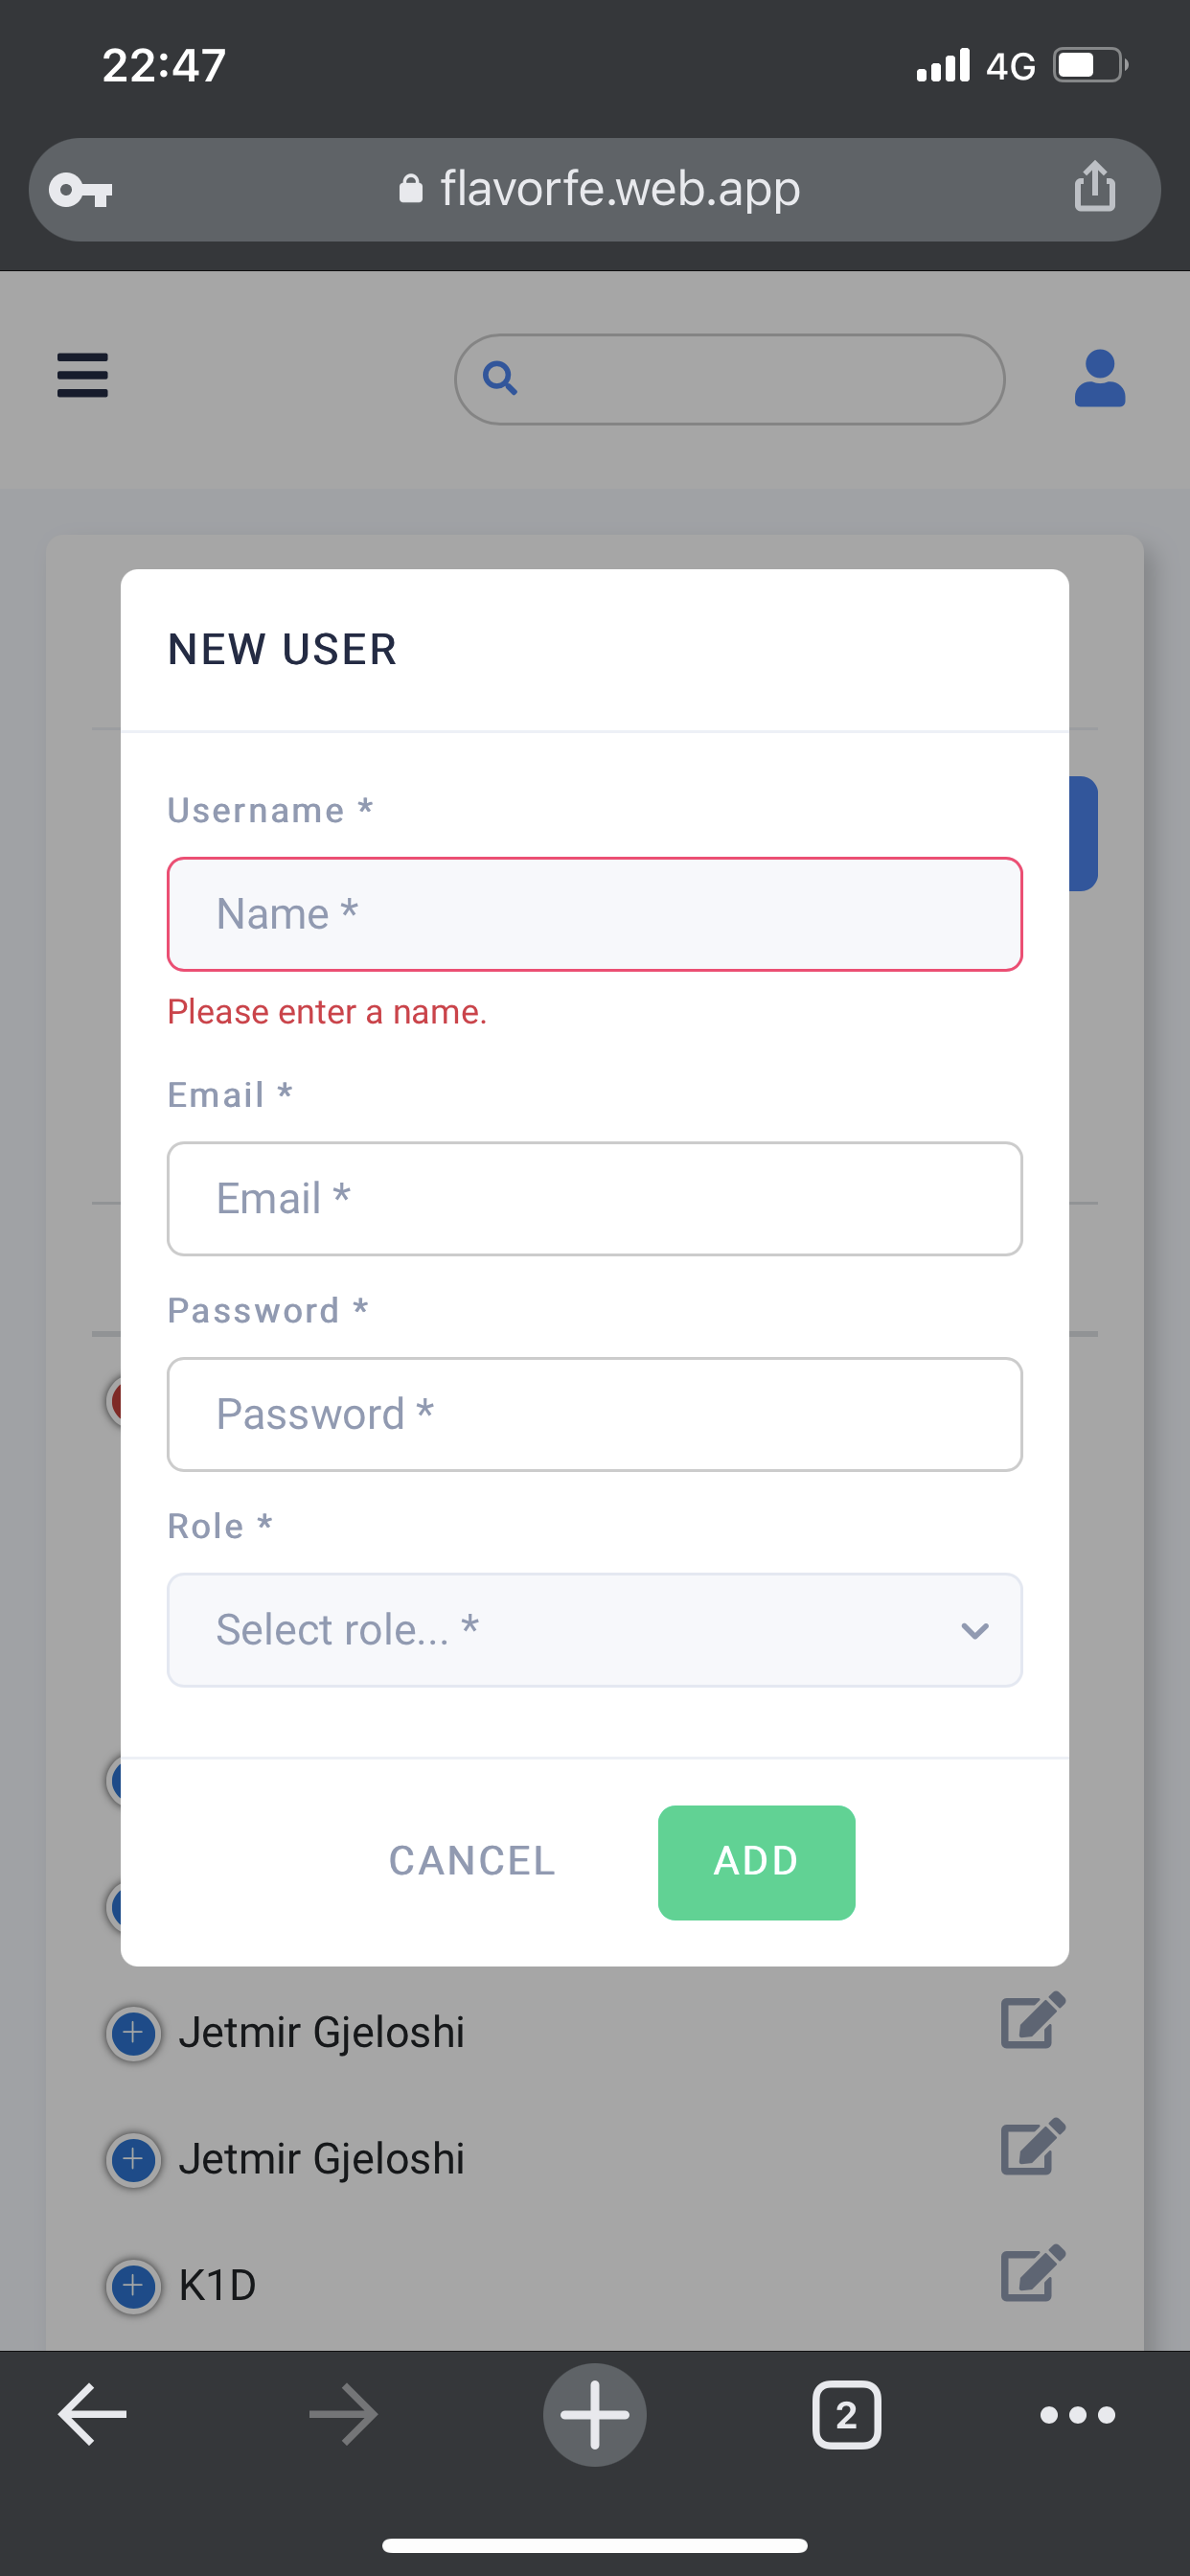 22:47
4G
flavorfe.web.app
NEW USER
Username *
Name *
Please enter a name.
Email *
Email *
Password *
Password *
Role *
Select role... *
CANCEL
ADD
Jetmir Gjeloshi
Jetmir Gjeloshi
K1D
2